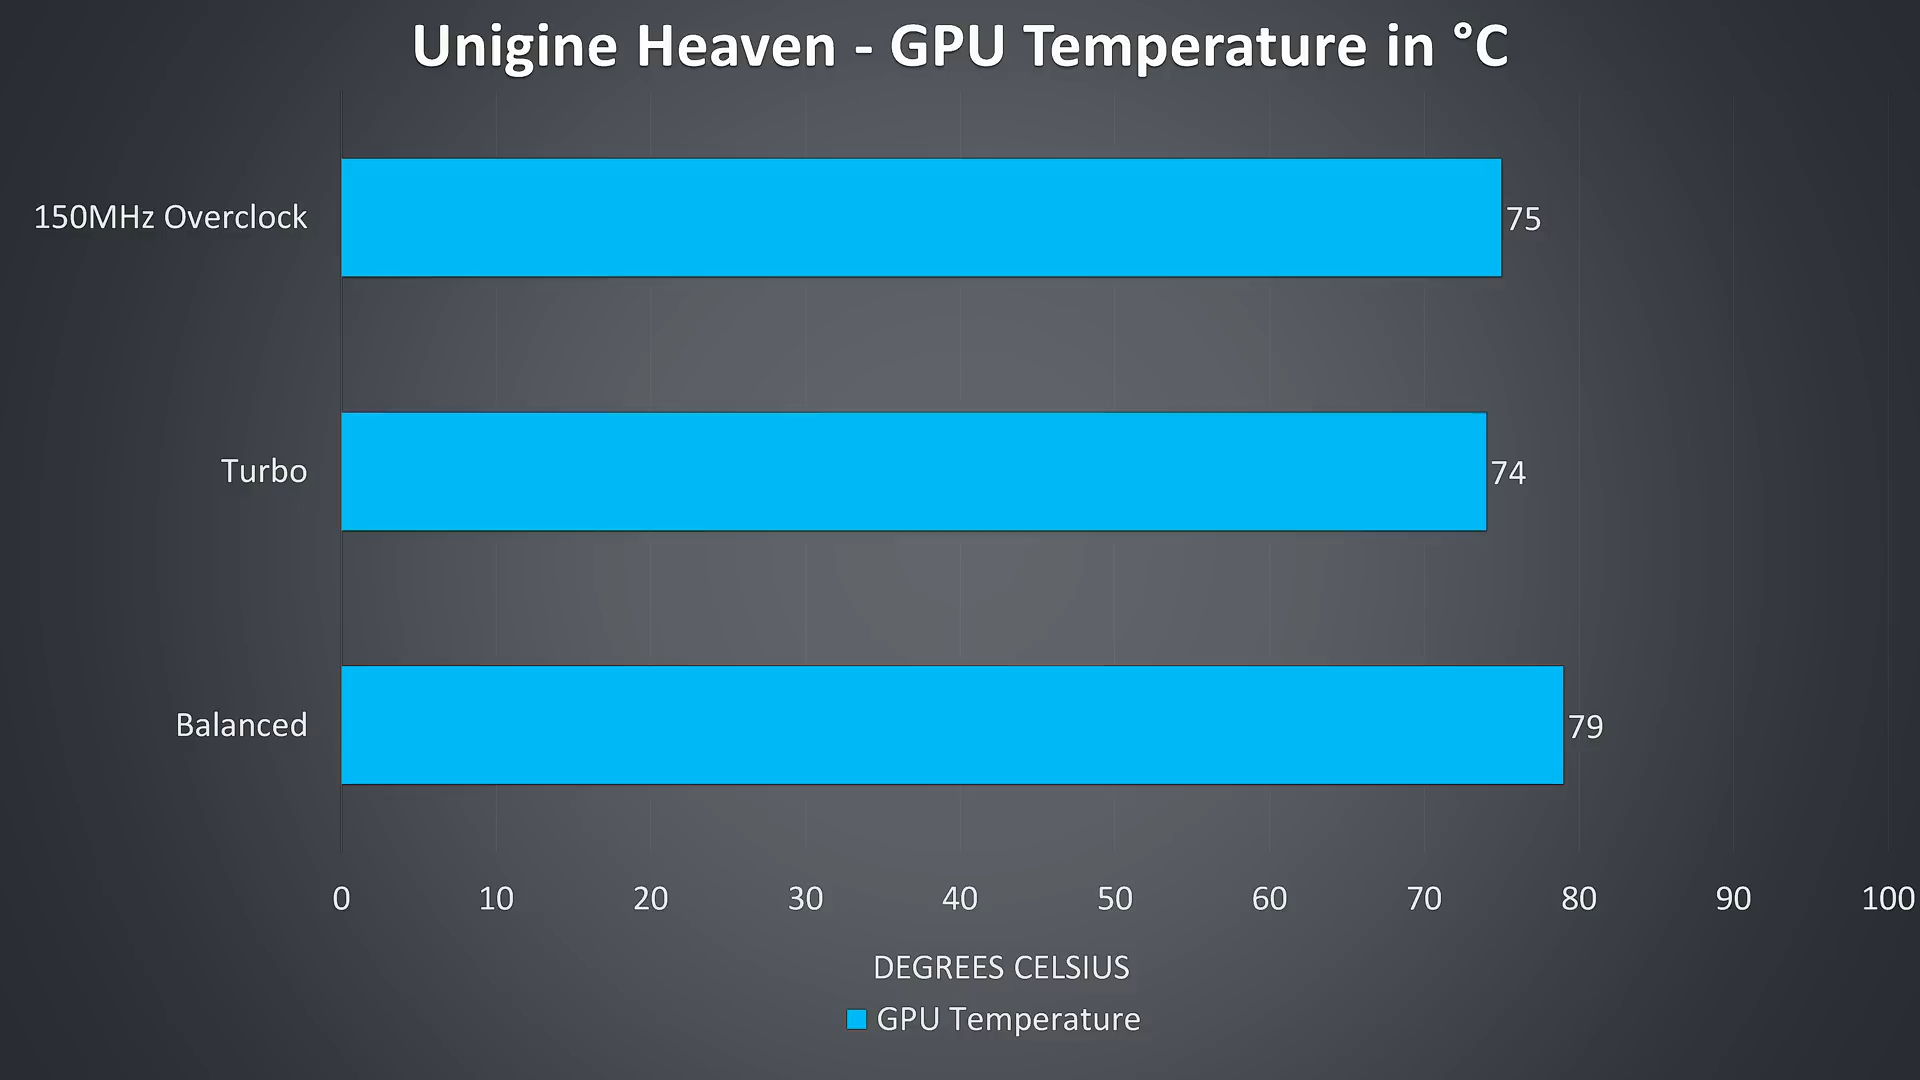 Unigine Heaven - GPU Temperature in °C
150MHz Overclock
75
Turbo
74
Balanced
79
0 10 20 30 40 50 60 70 80 90 100
DEGREES CELSIUS
GPU Temperature